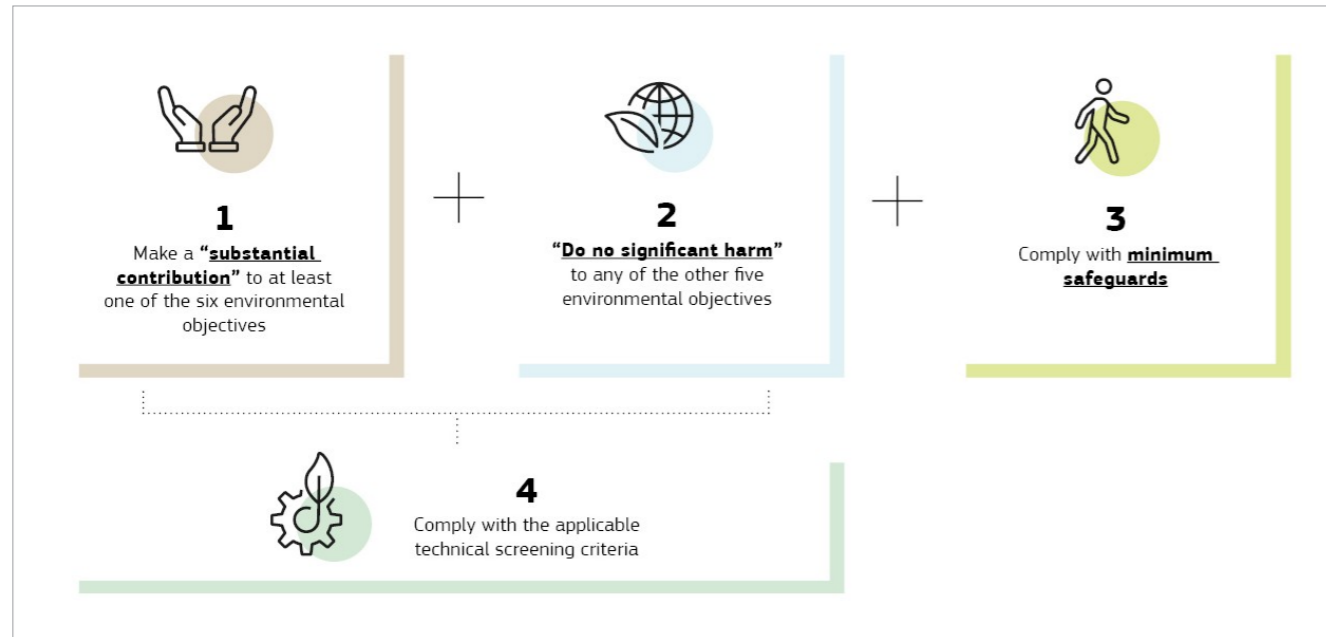 1
Make a “substantial
contribution” to at least
one of the six environmental
objectives
2
“Do no significant harm”
to any of the other five
environmental objectives
3
Comply with minimum
safeguards
4
Comply with the applicable
technical screening criteria